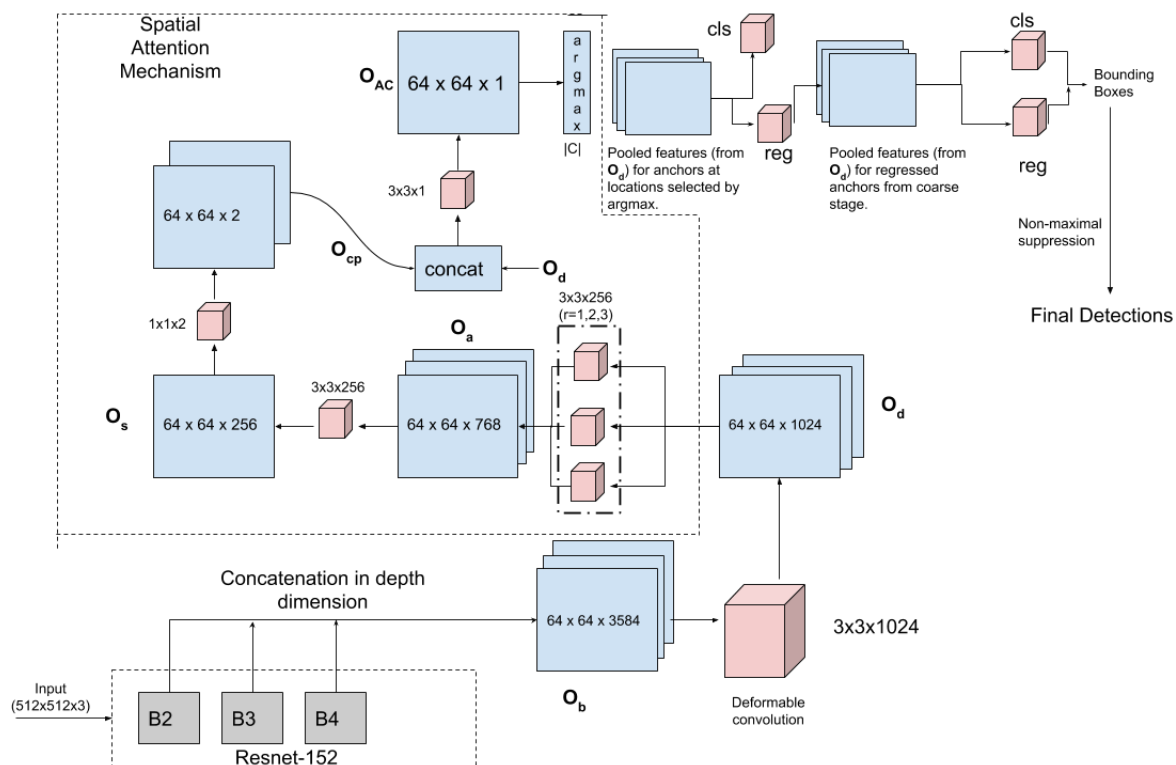 Spatial
Attention
Mechanism
O_AC
64 x 64 x 1
a
r
g
m
a
x
|C|
cls
reg
Pooled features (from
O_d) for anchors at
locations selected by
argmax.
Pooled features (from
O_d) for regressed
anchors from coarse
stage.
cls
reg
Bounding
Boxes
Non-maximal
suppression
Final Detections
3x3x1
64 x 64 x 2
O_cp
concat
O_d
1x1x2
3x3x256
(r=1,2,3)
O_a
O_s
64 x 64 x 256
3x3x256
64 x 64 x 768
64 x 64 x 1024
O_d
Concatenation in depth
dimension
64 x 64 x 3584
O_b
3x3x1024
Deformable
convolution
Input
(512x512x3)
B2
B3
B4
Resnet-152